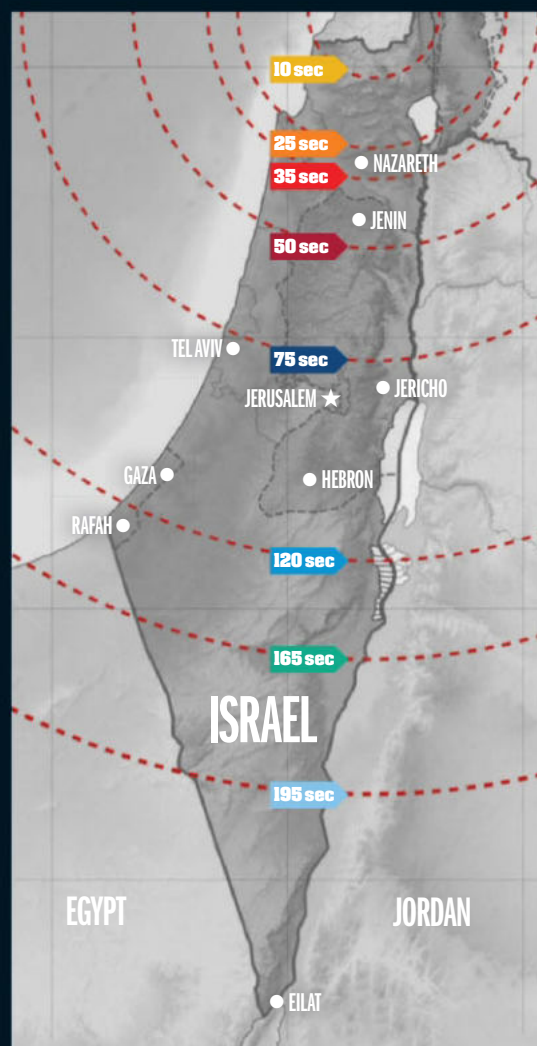 10 sec
25 sec
NAZARETH
35 sec
JENIN
50 sec
TEL AVIV
75 sec
JERICHO
JERUSALEM
GAZA
HEBRON
RAFAH
120 sec
165 sec
ISRAEL
195 sec
EGYPT
JORDAN
EILAT